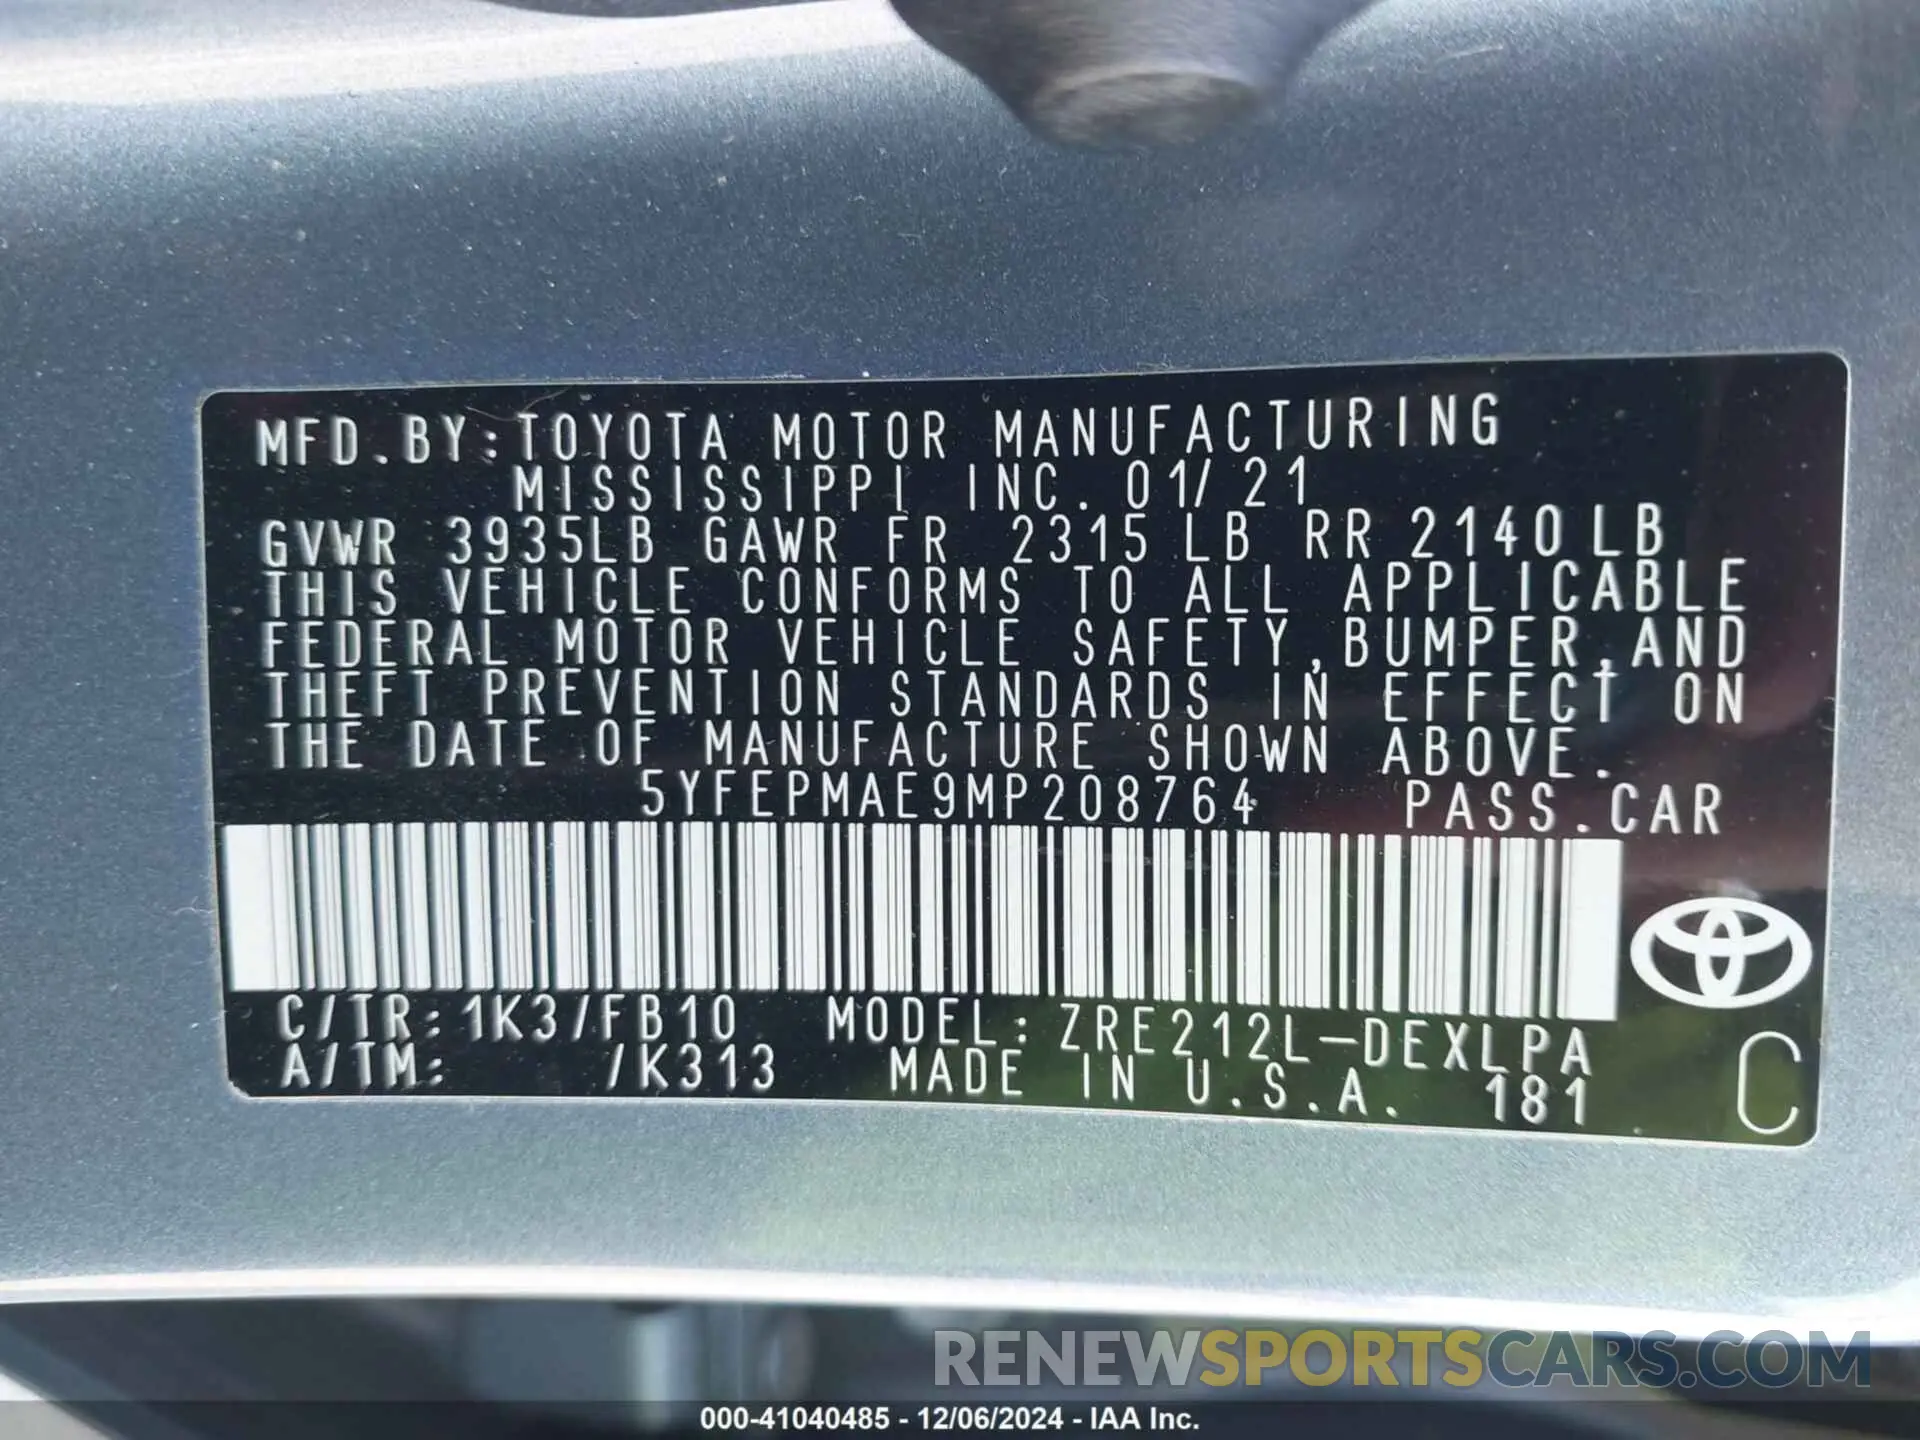 MFD.BY:TOYOTA MOTOR MANUFACTURING
MISSISSIPPI INC. 01/21
GVWR 3935LB GAWR FR 2315 LB RR 2140LB
THIS VEHICLE CONFORMS TO ALL APPLICABLE
FEDERAL MOTOR VEHICLE SAFETY,BUMPER,AND
THEFT PREVENTION STANDARDS IN EFFECT ON
THE DATE OF MANUFACTURE SHOWN ABOVE.
5YFEPMAE9MP208764 PASS.CAR
C/TR:1K3/FB10 MODEL:ZRE212L-DEXLPA
A/TM: /K313 MADE IN U.S.A. 181
C
RENEWSPORTSCARS.COM
000-41040485 - 12/06/2024 - IAA Inc.